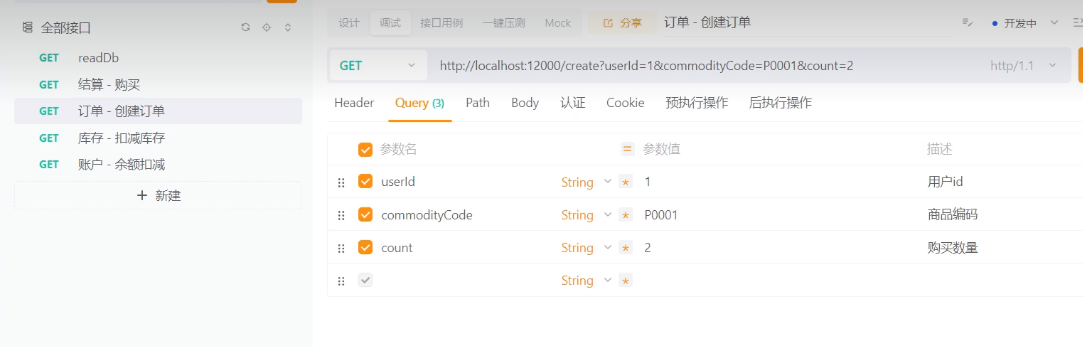 全部接口
GET readDb
GET 结算 - 购买
GET 订单 - 创建订单
GET 库存 - 扣减库存
GET 账户 - 余额扣减
+ 新建
设计 调试 接口用例 一键压测 Mock 分享 订单 - 创建订单 开发中
GET http://localhost:12000/create?userId=1&commodityCode=P0001&count=2 http/1.1
Header Query (3) Path Body 认证 Cookie 预执行操作 后执行操作
参数名 = 参数值 描述
userId String * 1 用户id
commodityCode String * P0001 商品编码
count String * 2 购买数量
String *